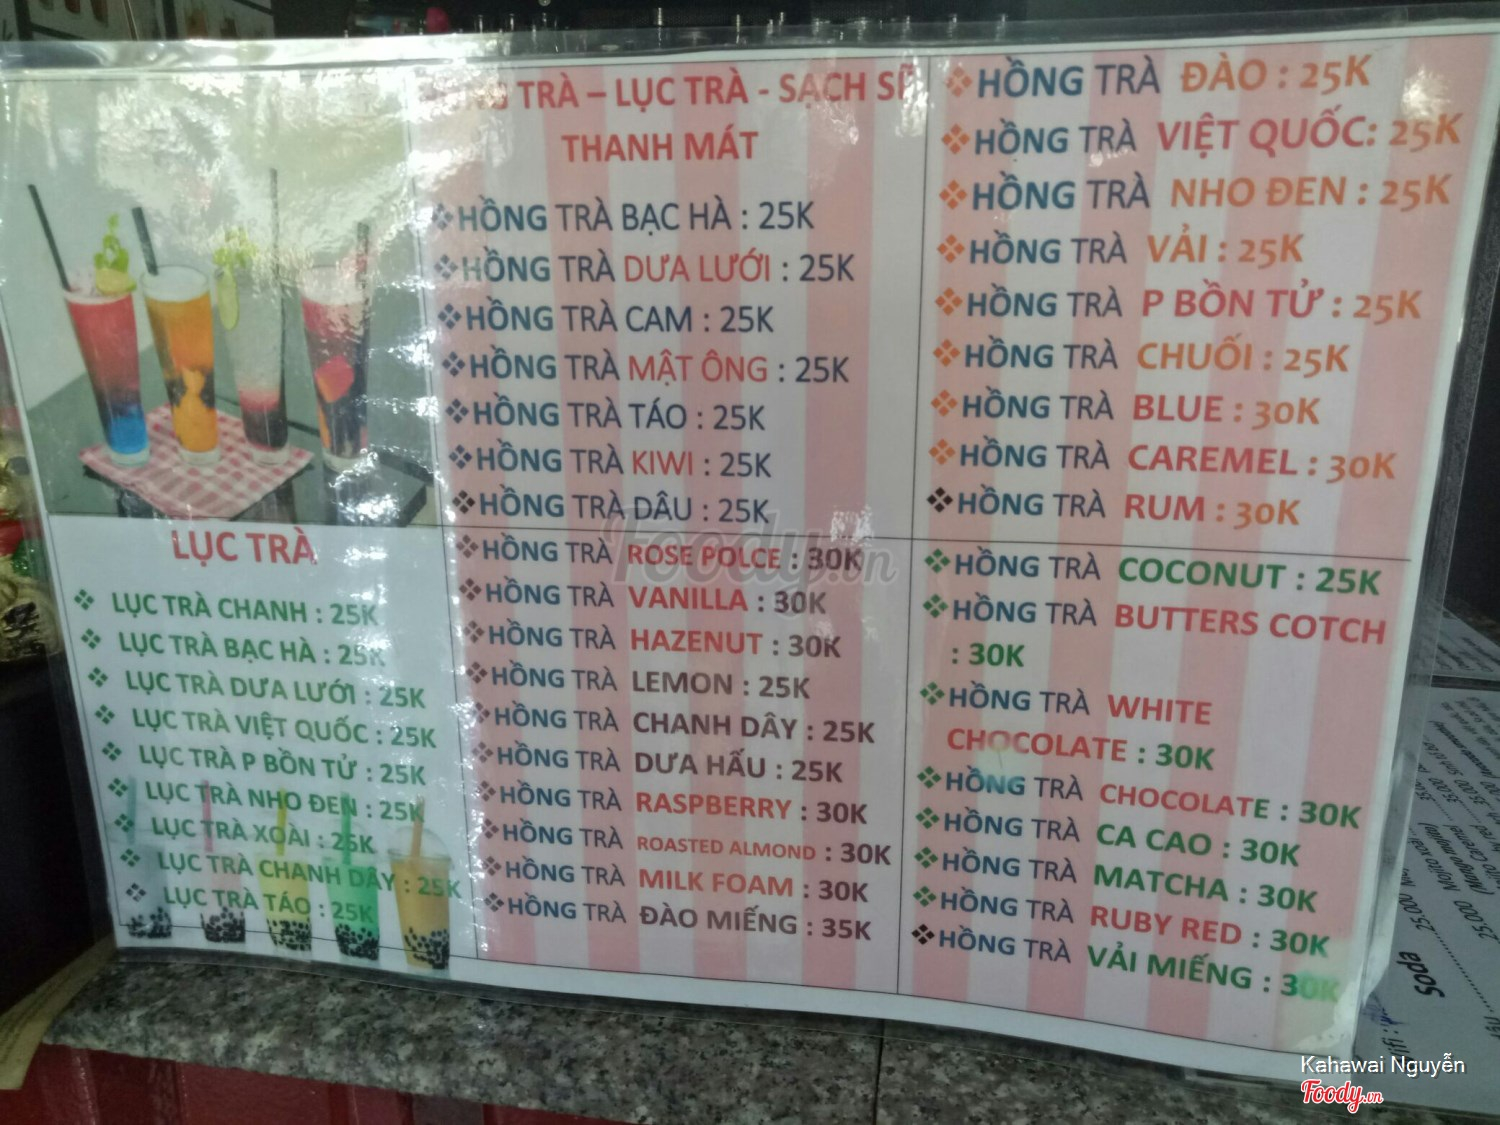 TRÀ – LỤC TRÀ - SẠCH SẼ
THANH MÁT
❖HỒNG TRÀ BẠC HÀ : 25K
❖HỒNG TRÀ DƯA LƯỚI : 25K
❖HỒNG TRÀ CAM : 25K
❖HỒNG TRÀ MẬT ÔNG : 25K
❖HỒNG TRÀ TÁO : 25K
❖HỒNG TRÀ KIWI : 25K
❖HỒNG TRÀ DÂU : 25K
❖HỒNG TRÀ ĐÀO : 25K
❖HỒNG TRÀ VIỆT QUỐC: 25K
❖HỒNG TRÀ NHO ĐEN : 25K
❖HỒNG TRÀ VẢI : 25K
❖HỒNG TRÀ P BỒN TỬ : 25K
❖HỒNG TRÀ CHUỐI : 25K
❖HỒNG TRÀ BLUE : 30K
❖HỒNG TRÀ CAREMEL : 30K
❖HỒNG TRÀ RUM : 30K
LỤC TRÀ
❖ LỤC TRÀ CHANH : 25K
❖ LỤC TRÀ BẠC HÀ : 25K
❖ LỤC TRÀ DƯA LƯỚI : 25K
❖ LỤC TRÀ VIỆT QUỐC : 25K
❖ LỤC TRÀ P BỒN TỬ : 25K
❖ LỤC TRÀ NHO ĐEN : 25K
❖ LỤC TRÀ XOÀI : 25K
❖ LỤC TRÀ CHANH DÂY : 25K
❖ LỤC TRÀ TÁO : 25K
❖HỒNG TRÀ ROSE POLCE : 30K
❖HỒNG TRÀ VANILLA : 30K
❖HỒNG TRÀ HAZENUT : 30K
❖HỒNG TRÀ LEMON : 25K
❖HỒNG TRÀ CHANH DÂY : 25K
❖HỒNG TRÀ DƯA HẤU : 25K
❖HỒNG TRÀ RASPBERRY : 30K
❖HỒNG TRÀ ROASTED ALMOND : 30K
❖HỒNG TRÀ MILK FOAM : 30K
❖HỒNG TRÀ ĐÀO MIẾNG : 35K
❖HỒNG TRÀ COCONUT : 25K
❖HỒNG TRÀ BUTTERS COTCH
: 30K
❖HỒNG TRÀ WHITE
CHOCOLATE : 30K
❖HỒNG TRÀ CHOCOLATE : 30K
❖HỒNG TRÀ CA CAO : 30K
❖HỒNG TRÀ MATCHA : 30K
❖HỒNG TRÀ RUBY RED : 30K
❖HỒNG TRÀ VẢI MIẾNG : 30K
Soda
Foody.vn
Kahawai Nguyễn
Foody.vn